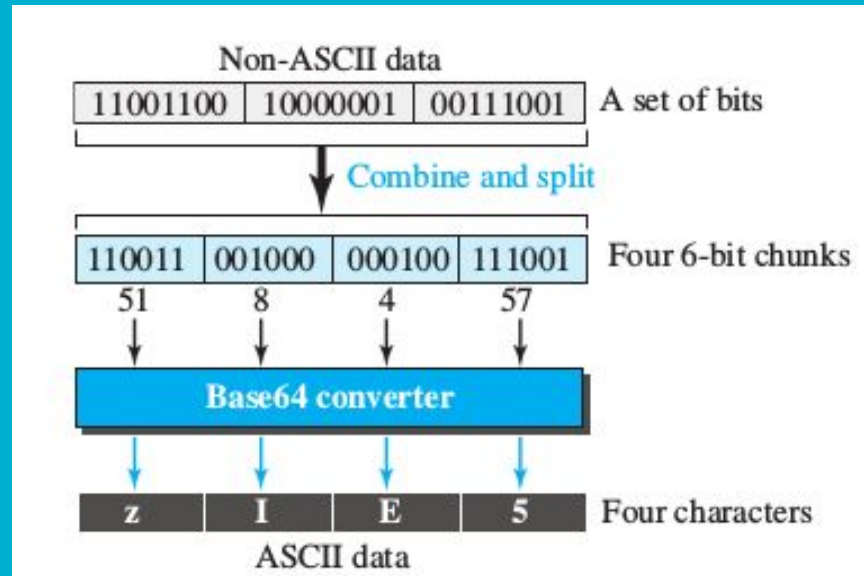 Non-ASCII data
11001100 10000001 00111001 A set of bits
Combine and split
110011 001000 000100 111001 Four 6-bit chunks
51 8 4 57
Base64 converter
z I E 5 Four characters
ASCII data